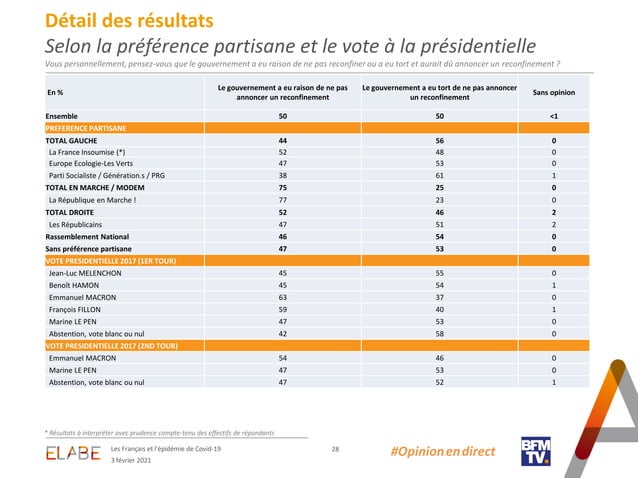 Détail des résultats
Selon la préférence partisane et le vote à la présidentielle
Vous personnellement, pensez-vous que le gouvernement a eu raison de ne pas reconfiner ou a eu tort et aurait dû annoncer un reconfinement ?
En %
Le gouvernement a eu raison de ne pas annoncer un reconfinement
Le gouvernement a eu tort de ne pas annoncer un reconfinement
Sans opinion
Ensemble 50 50 <1
PREFERENCE PARTISANE
TOTAL GAUCHE 44 56 0
La France Insoumise (*) 52 48 0
Europe Ecologie-Les Verts 47 53 0
Parti Socialiste / Génération.s / PRG 38 61 1
TOTAL EN MARCHE / MODEM 75 25 0
La République en Marche ! 77 23 0
TOTAL DROITE 52 46 2
Les Républicains 47 51 2
Rassemblement National 46 54 0
Sans préférence partisane 47 53 0
VOTE PRESIDENTIELLE 2017 (1ER TOUR)
Jean-Luc MELENCHON 45 55 0
Benoît HAMON 45 54 1
Emmanuel MACRON 63 37 0
François FILLON 59 40 1
Marine LE PEN 47 53 0
Abstention, vote blanc ou nul 42 58 0
VOTE PRESIDENTIELLE 2017 (2ND TOUR)
Emmanuel MACRON 54 46 0
Marine LE PEN 47 53 0
Abstention, vote blanc ou nul 47 52 1
* Résultats à interpréter avec prudence compte-tenu des effectifs de répondants
ELABE
Les Français et l'épidémie de Covid-19
3 février 2021
28
#Opinion en direct
BFM
TV.